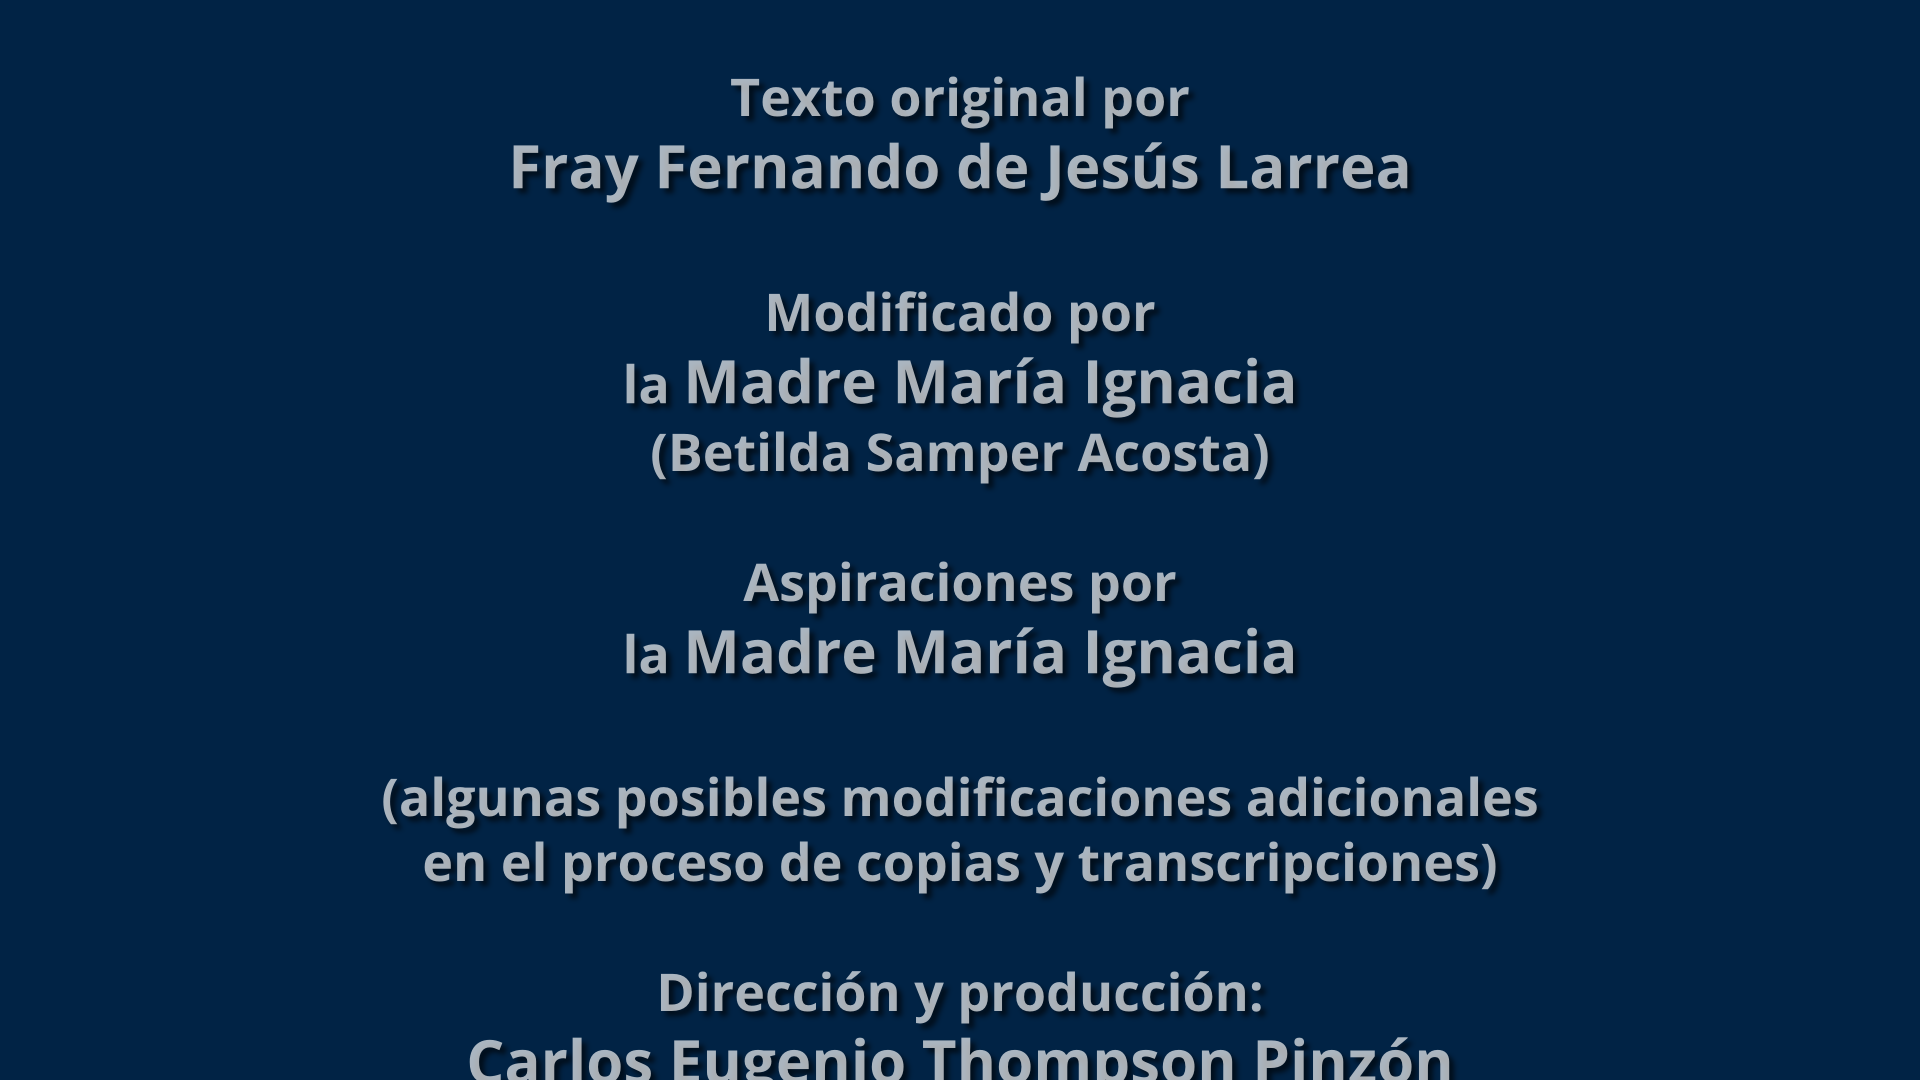 Texto original por
Fray Fernando de Jesús Larrea
Modificado por
la Madre María Ignacia
(Betilda Samper Acosta)
Aspiraciones por
la Madre María Ignacia
(algunas posibles modificaciones adicionales
en el proceso de copias y transcripciones)
Dirección y producción:
Carlos Eugenio Thompson Pinzón